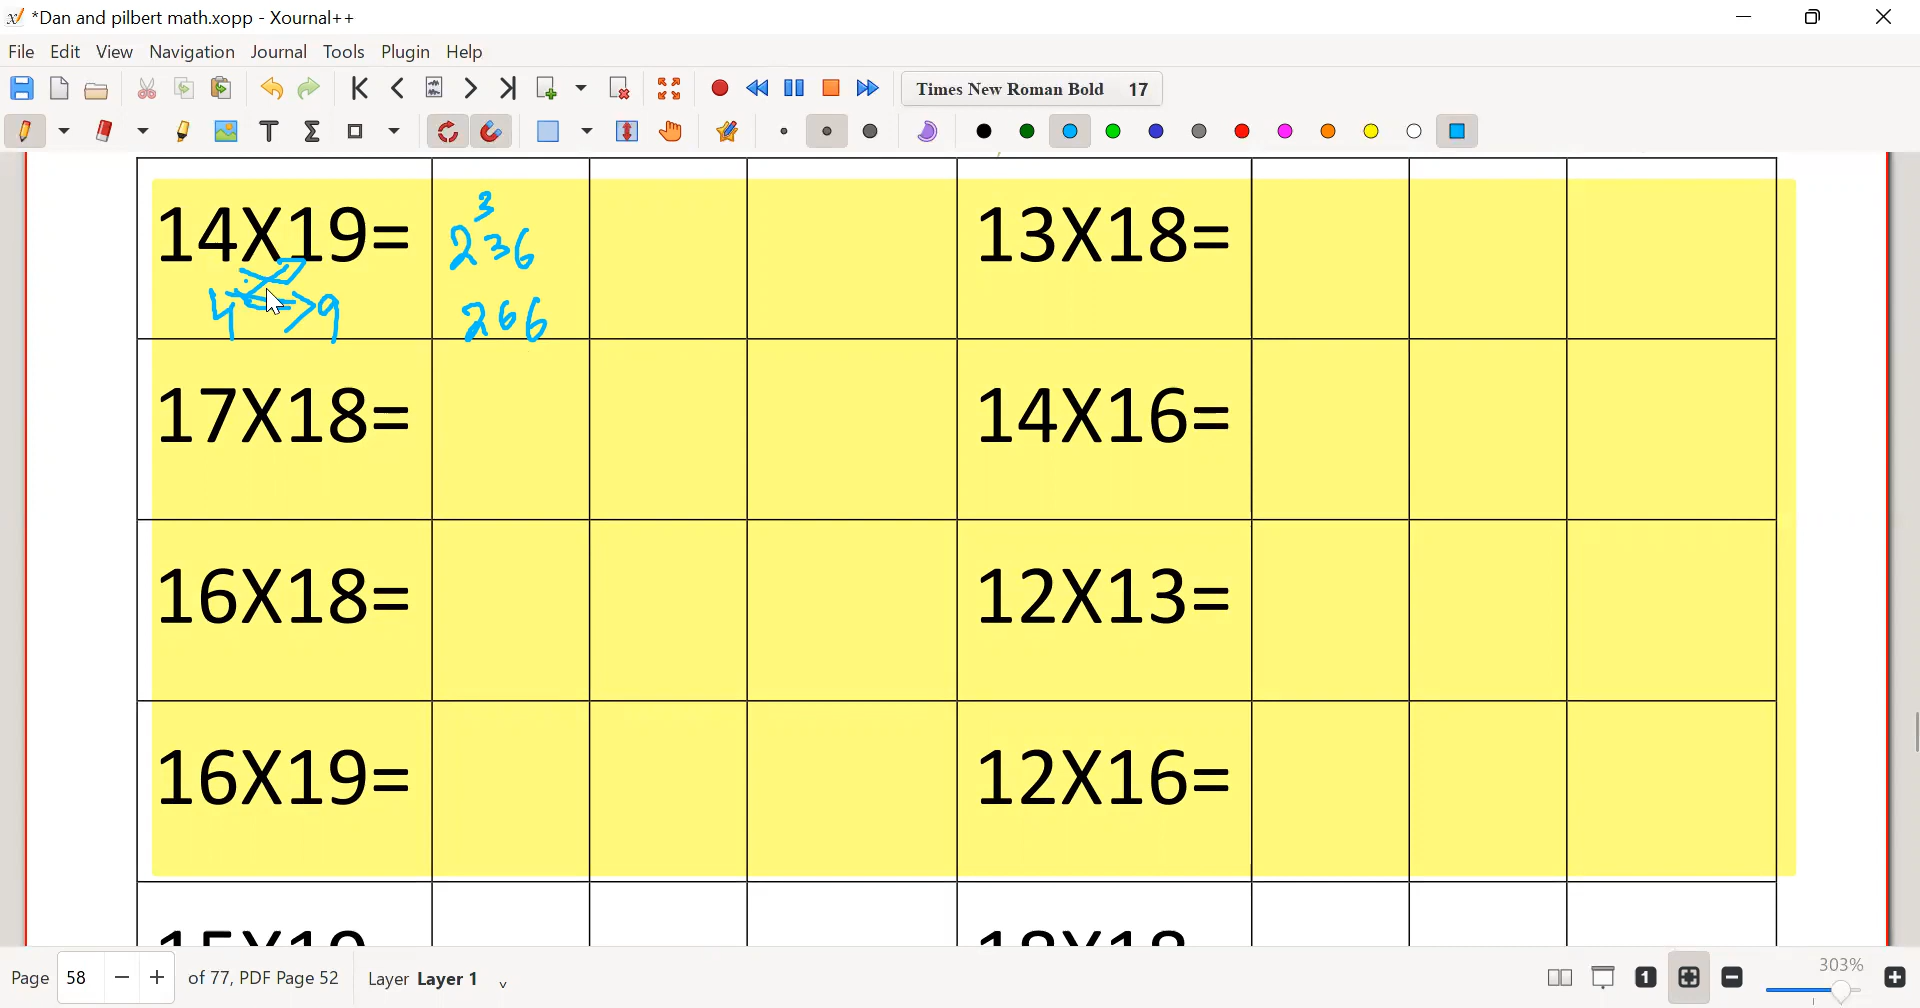 *Dan and pilbert math.xopp - Xournal++
File Edit View Navigation Journal Tools Plugin Help
Times New Roman Bold 17
14X19= 3 13X18=
236
4 9 266
17X18= 14X16=
16X18= 12X13=
16X19= 12X16=
Page 58 of 77, PDF Page 52 Layer Layer 1 303%